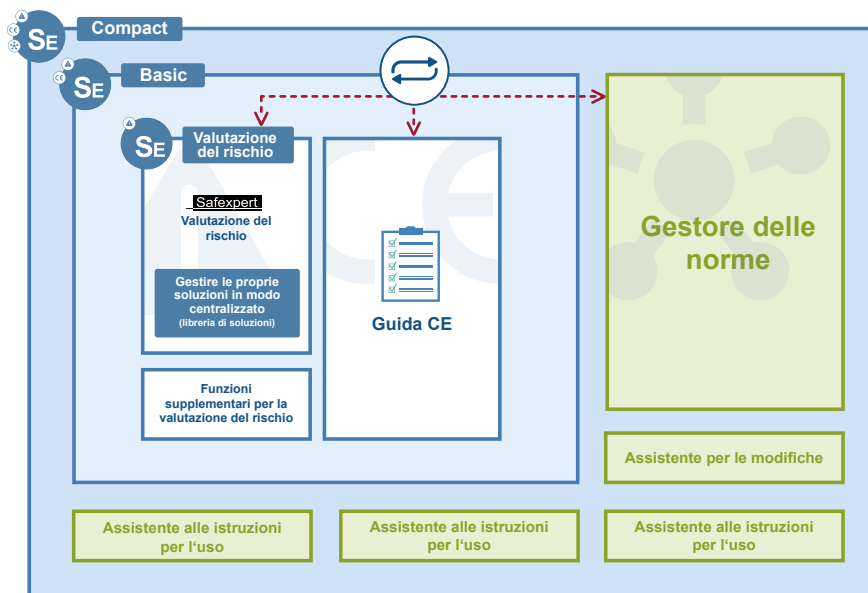 SE
Compact
SE
Basic
SE
Valutazione
del rischio
Safexpert
Valutazione del
rischio
Gestire le proprie
soluzioni in modo
centralizzato
(libreria di soluzioni)
Funzioni
supplementari per la
valutazione del rischio
CE
Guida CE
Gestore delle
norme
Assistente per le modifiche
Assistente alle istruzioni
per l'uso
Assistente alle istruzioni
per l'uso
Assistente alle istruzioni
per l'uso